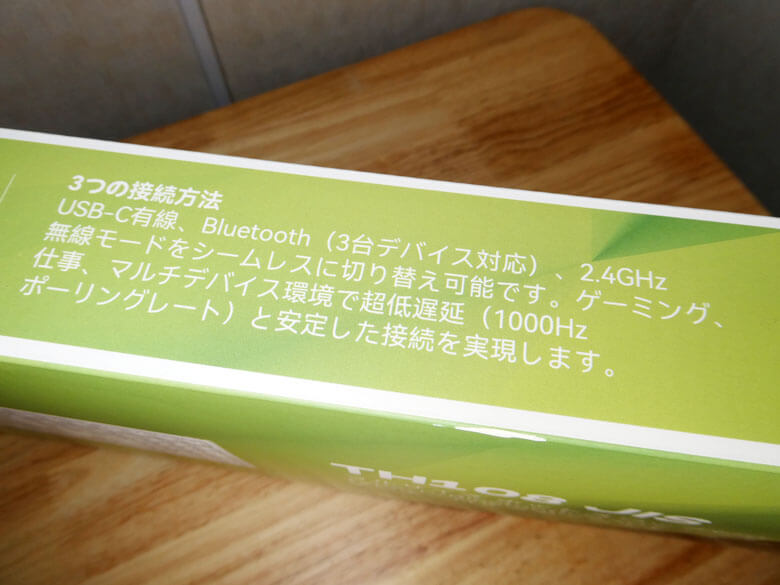 3つの接続方法
USB-C有線、Bluetooth（3台デバイス対応）、2.4GHz
無線モードをシームレスに切り替え可能です。ゲーミング、
仕事、マルチデバイス環境で超低遅延（1000Hz
ポーリングレート）と安定した接続を実現します。
TH108 JIS